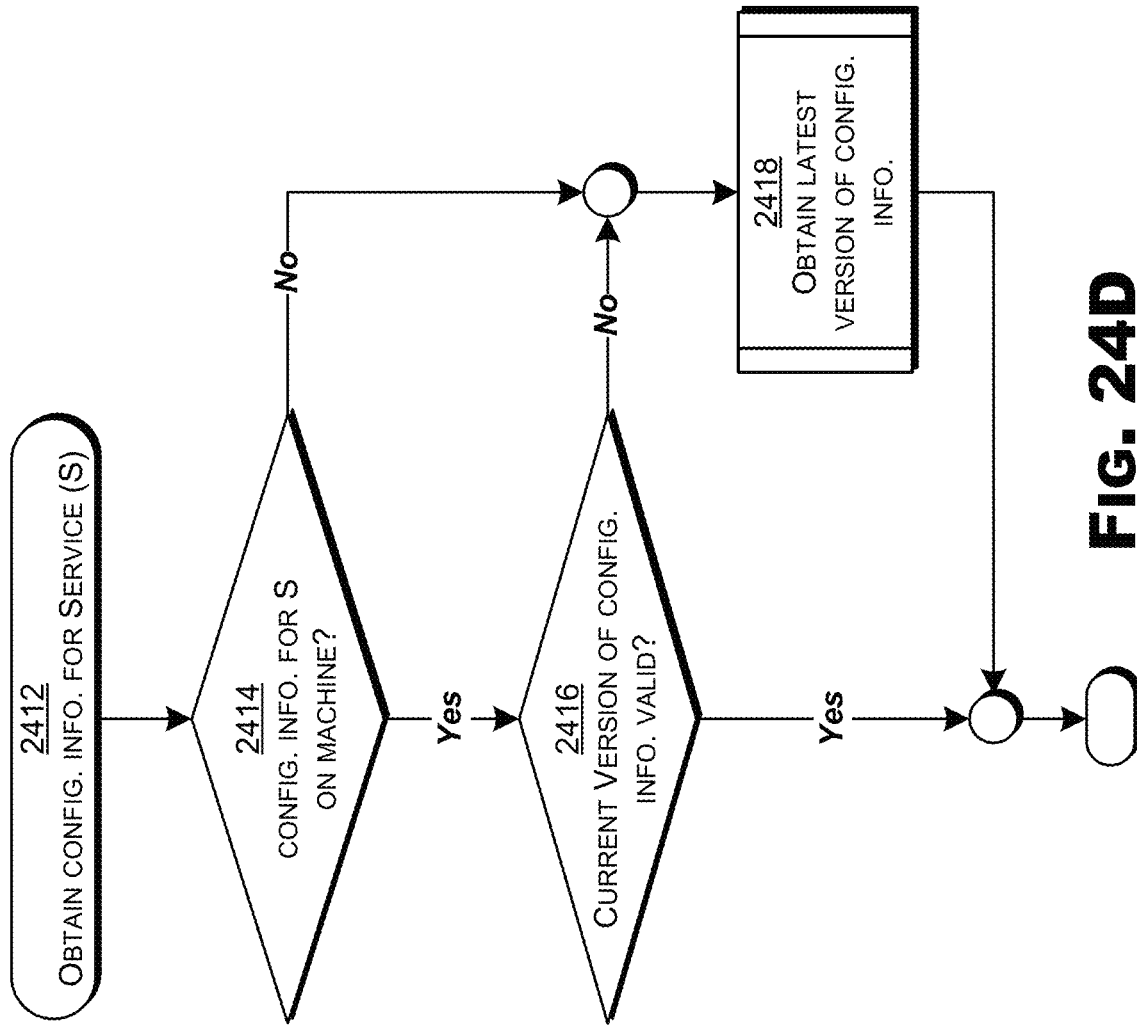 2412
OBTAIN CONFIG. INFO. FOR SERVICE (S)
2414
CONFIG. INFO. FOR S
ON MACHINE?
No
Yes
2416
CURRENT VERSION OF CONFIG.
INFO. VALID?
No
Yes
2418
OBTAIN LATEST
VERSION OF CONFIG.
INFO.
FIG. 24D